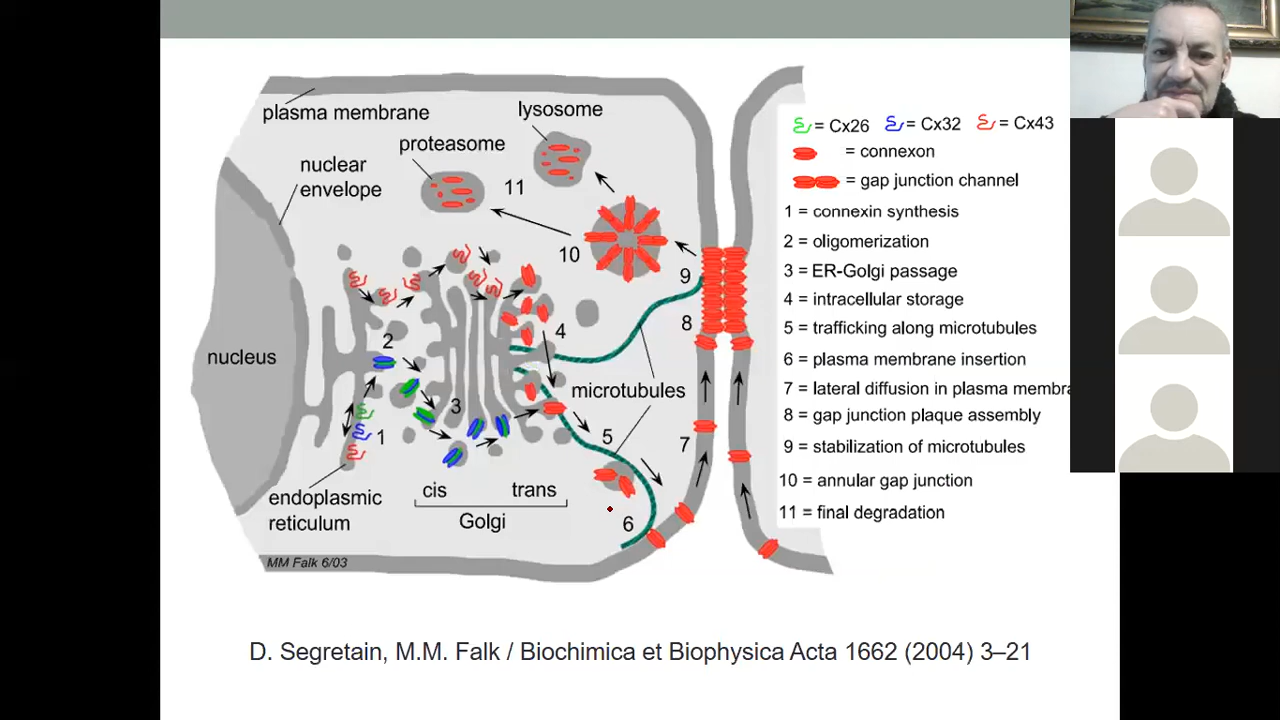 plasma membrane
lysosome
proteasome
nuclear
envelope
11
10
9
8
4
2
nucleus
microtubules
3
1
5
7
6
endoplasmic
reticulum
cis
trans
Golgi
MM Falk 6/03
= Cx26
= Cx32
= Cx43
= connexon
= gap junction channel
1 = connexin synthesis
2 = oligomerization
3 = ER-Golgi passage
4 = intracellular storage
5 = trafficking along microtubules
6 = plasma membrane insertion
7 = lateral diffusion in plasma membra
8 = gap junction plaque assembly
9 = stabilization of microtubules
10 = annular gap junction
11 = final degradation
D. Segretain, M.M. Falk / Biochimica et Biophysica Acta 1662 (2004) 3–21